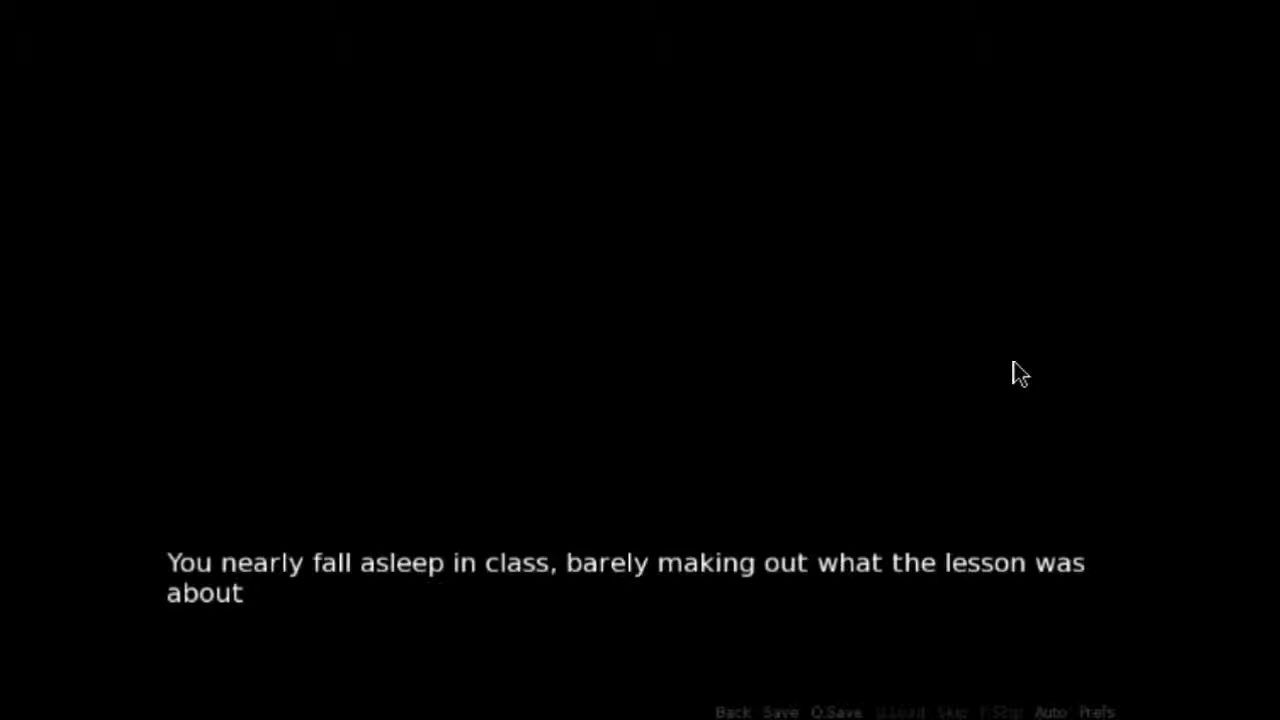 You nearly fall asleep in class, barely making out what the lesson was
about
Back Save Q.Save Skip Auto Prefs